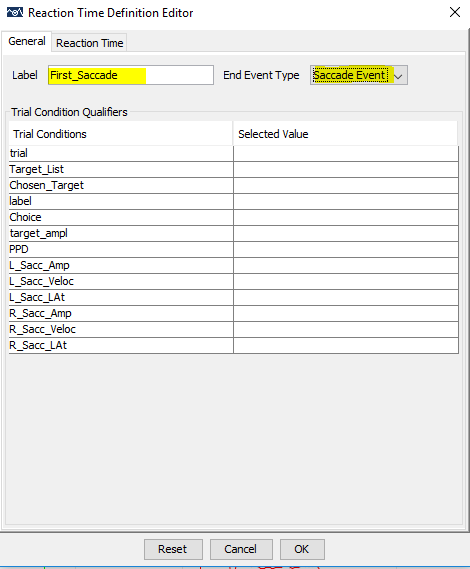 Reaction Time Definition Editor
General Reaction Time
Label First_Saccade End Event Type Saccade Event
Trial Condition Qualifiers
Trial Conditions Selected Value
trial
Target_List
Chosen_Target
label
Choice
target_ampl
PPD
L_Sacc_Amp
L_Sacc_Veloc
L_Sacc_LAt
R_Sacc_Amp
R_Sacc_Veloc
R_Sacc_LAt
Reset Cancel OK